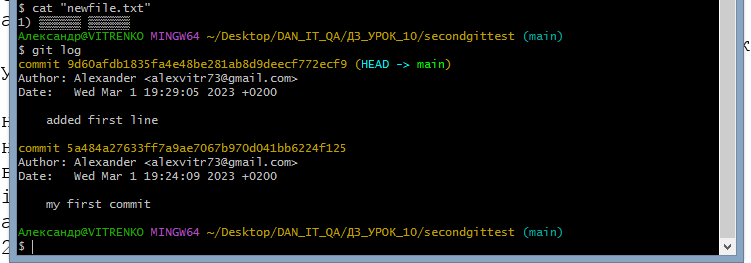 $ cat "newfile.txt"
1)
Александр@VITRENKO MINGW64 ~/Desktop/DAN_IT_QA/ДЗ_УРОК_10/secondgittest (main)
$ git log
commit 9d60afdb1835fa4e48be281ab8d9deecf772ecf9 (HEAD -> main)
Author: Alexander <alexvitr73@gmail.com>
Date:   Wed Mar 1 19:29:05 2023 +0200
added first line
commit 5a484a27633ff7a9ae7067b970d041bb6224f125
Author: Alexander <alexvitr73@gmail.com>
Date:   Wed Mar 1 19:24:09 2023 +0200
my first commit
Александр@VITRENKO MINGW64 ~/Desktop/DAN_IT_QA/ДЗ_УРОК_10/secondgittest (main)
$